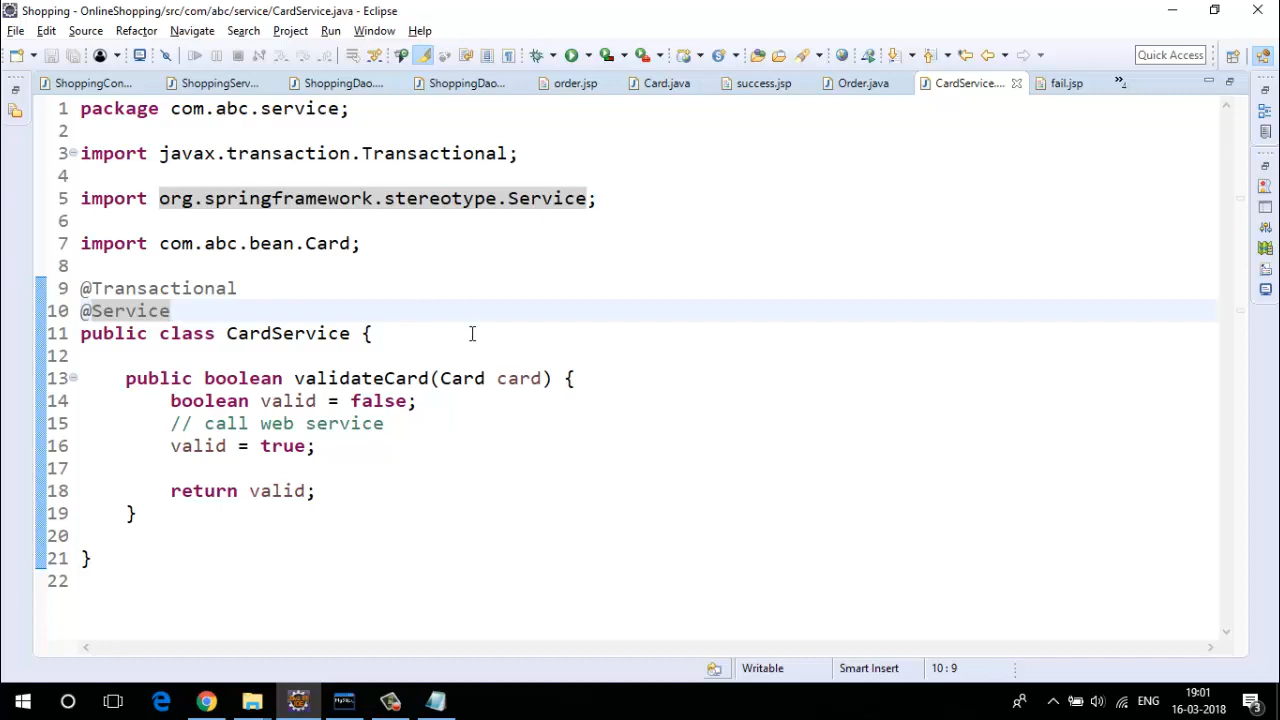 Shopping - OnlineShopping/src/com/abc/service/CardService.java - Eclipse
File Edit Source Refactor Navigate Search Project Run Window Help
Quick Access
ShoppingCon... ShoppingServ... ShoppingDao.... ShoppingDao... order.jsp Card.java success.jsp Order.java CardService.... fail.jsp »4
1 package com.abc.service;
2
3 import javax.transaction.Transactional;
4
5 import org.springframework.stereotype.Service;
6
7 import com.abc.bean.Card;
8
9 @Transactional
10 @Service
11 public class CardService {
12
13 public boolean validateCard(Card card) {
14 boolean valid = false;
15 // call web service
16 valid = true;
17
18 return valid;
19 }
20
21 }
22
Writable Smart Insert 10:9
ENG 19:01
16-03-2018 3